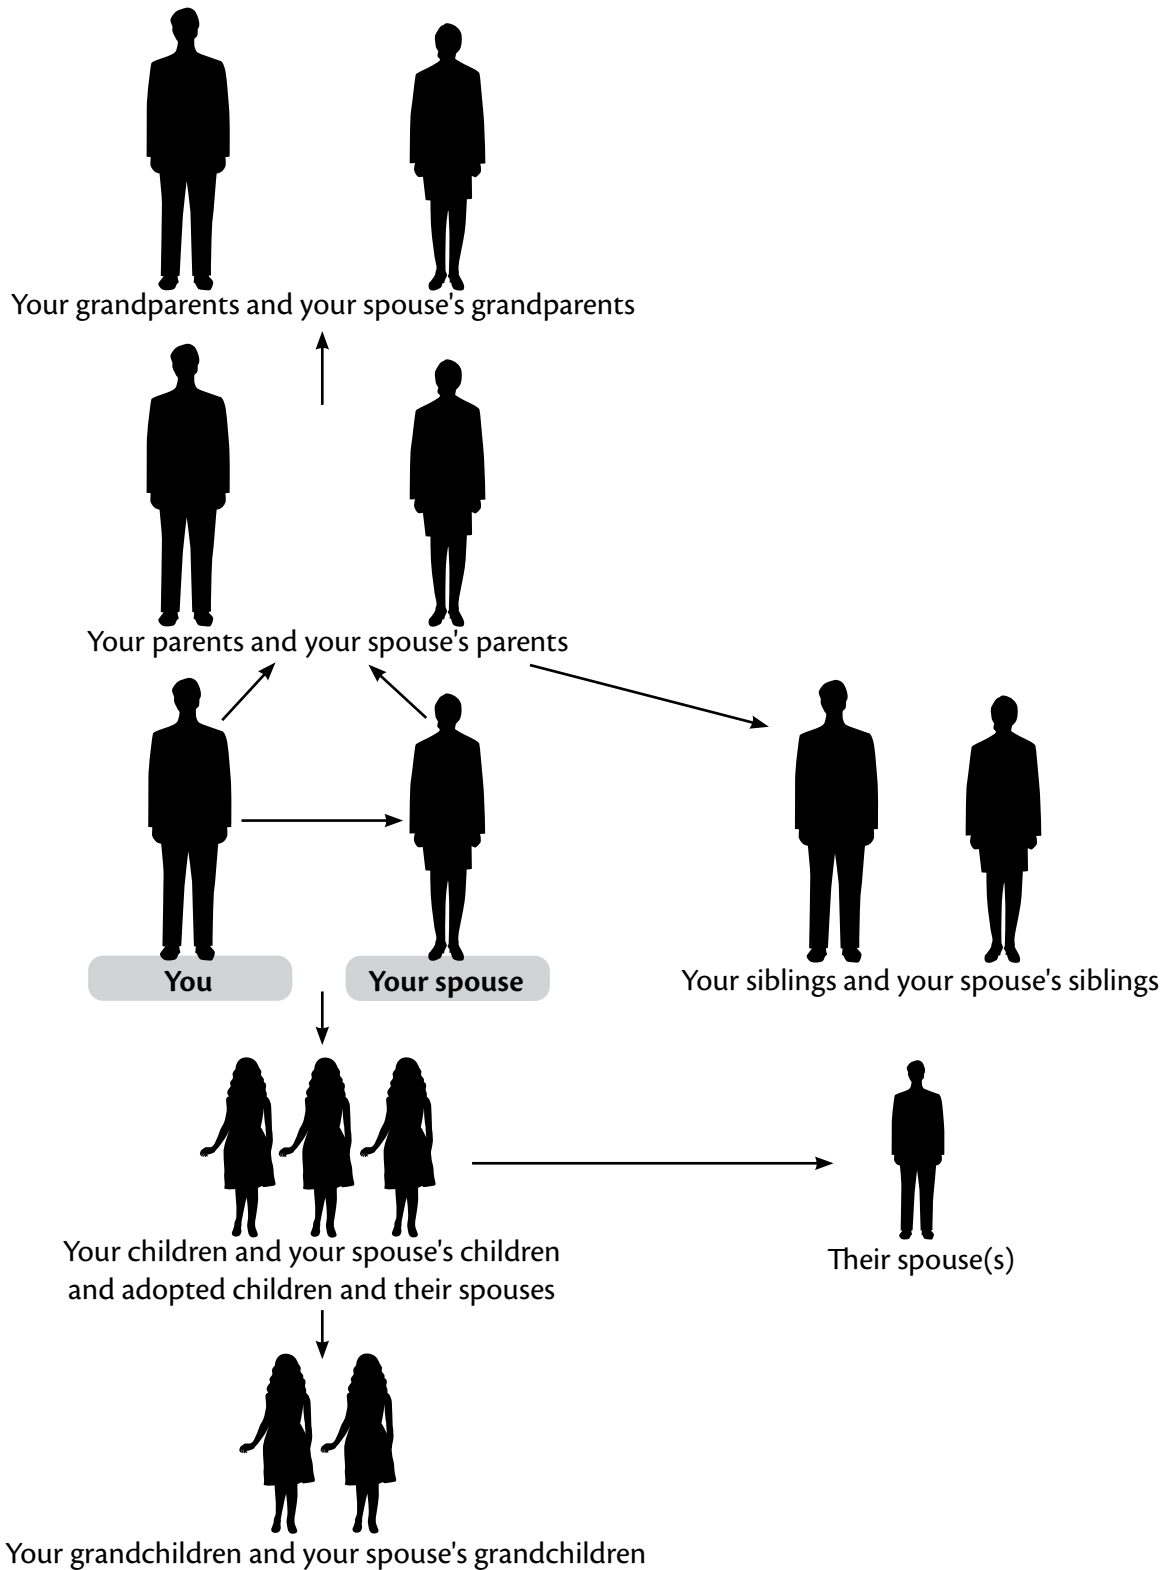 Your grandparents and your spouse's grandparents
Your parents and your spouse's parents
You
Your spouse
Your siblings and your spouse's siblings
Your children and your spouse's children
and adopted children and their spouses
Their spouse(s)
Your grandchildren and your spouse's grandchildren